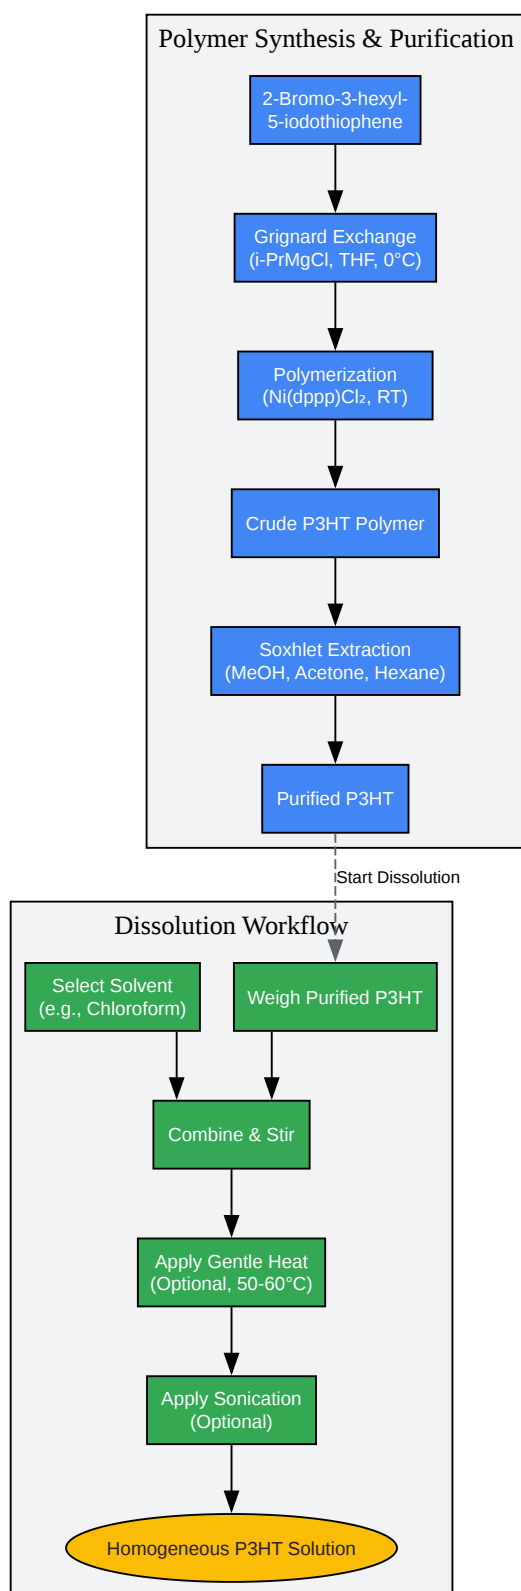 Polymer Synthesis & Purification
2-Bromo-3-hexyl-
5-iodothiophene
Grignard Exchange
(i-PrMgCl, THF, 0°C)
Polymerization
(Ni(dppp)Cl₂, RT)
Crude P3HT Polymer
Soxhlet Extraction
(MeOH, Acetone, Hexane)
Purified P3HT
Start Dissolution
Dissolution Workflow
Select Solvent
(e.g., Chloroform)
Weigh Purified P3HT
Combine & Stir
Apply Gentle Heat
(Optional, 50-60°C)
Apply Sonication
(Optional)
Homogeneous P3HT Solution